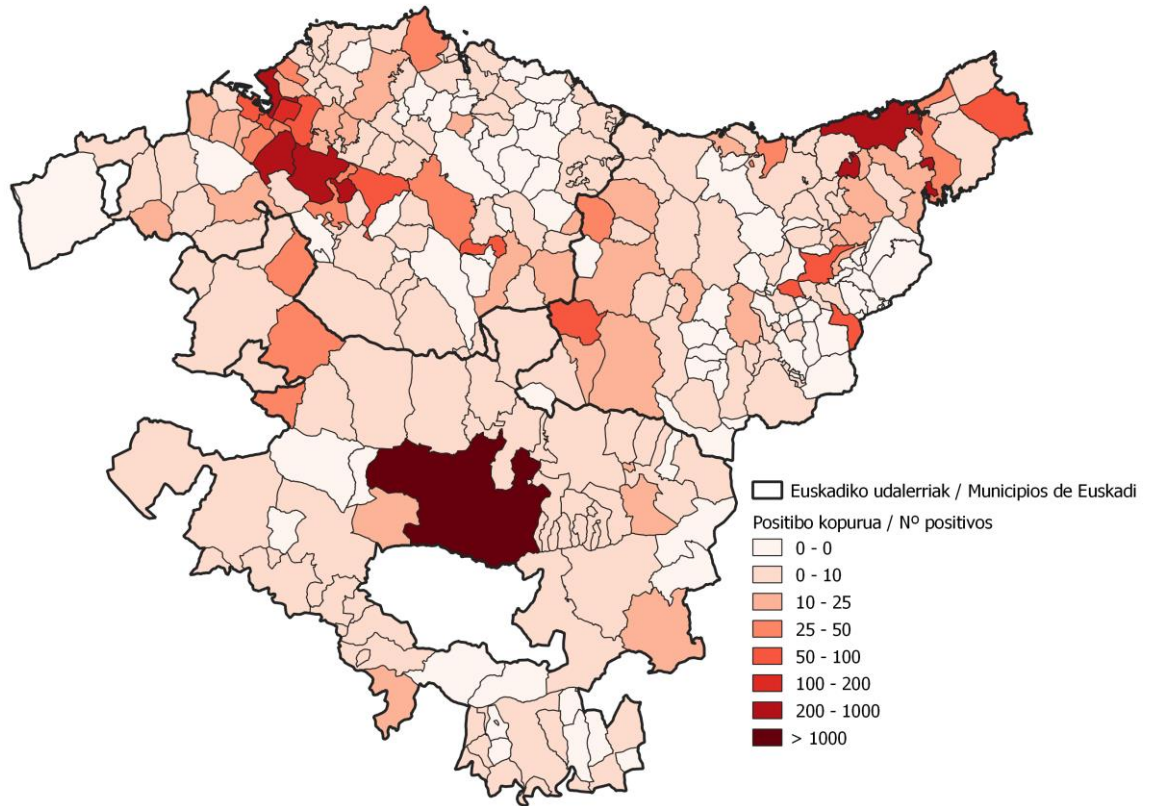 Euskadiko udalerriak / Municipios de Euskadi
Positibo kopurua / Nº positivos
0 - 0
0 - 10
10 - 25
25 - 50
50 - 100
100 - 200
200 - 1000
> 1000